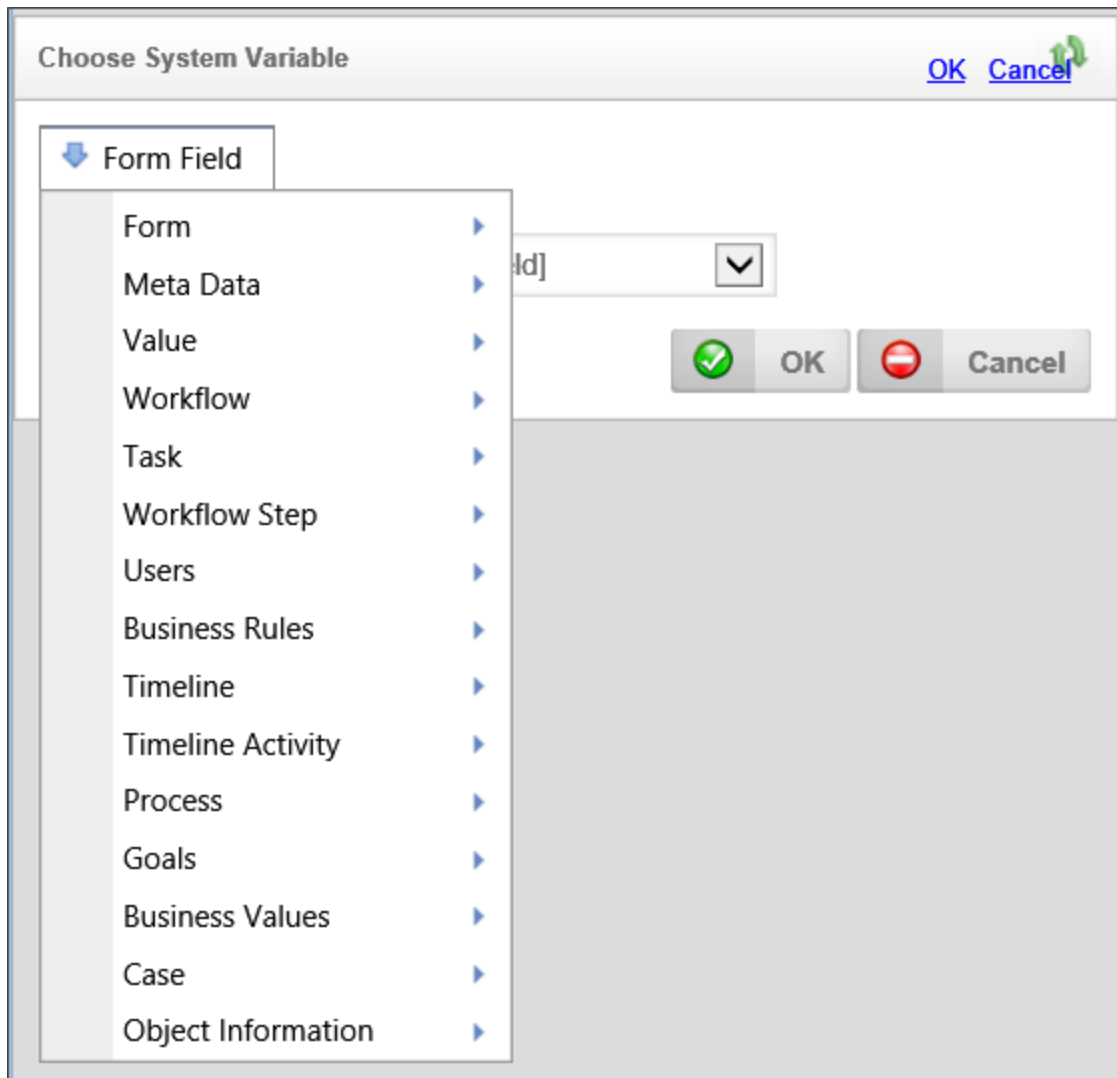 Choose System Variable
OK Cancel
Form Field
Form
Meta Data
ld]
Value
OK Cancel
Workflow
Task
Workflow Step
Users
Business Rules
Timeline
Timeline Activity
Process
Goals
Business Values
Case
Object Information